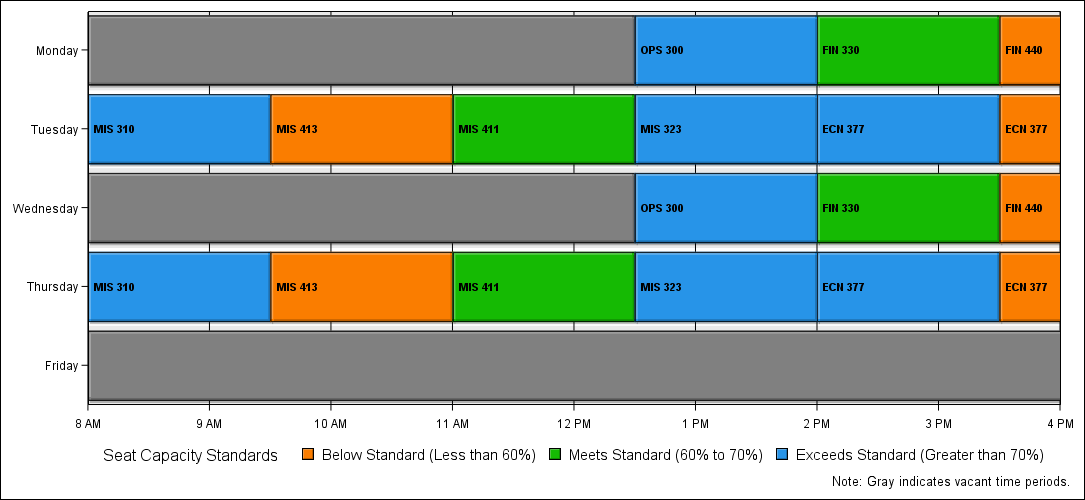 Monday OPS 300 FIN 330 FIN 440
Tuesday MIS 310 MIS 413 MIS 411 MIS 323 ECN 377 ECN 377
Wednesday OPS 300 FIN 330 FIN 440
Thursday MIS 310 MIS 413 MIS 411 MIS 323 ECN 377 ECN 377
Friday
8 AM 9 AM 10 AM 11 AM 12 PM 1 PM 2 PM 3 PM 4 PM
Seat Capacity Standards Below Standard (Less than 60%) Meets Standard (60% to 70%) Exceeds Standard (Greater than 70%)
Note: Gray indicates vacant time periods.